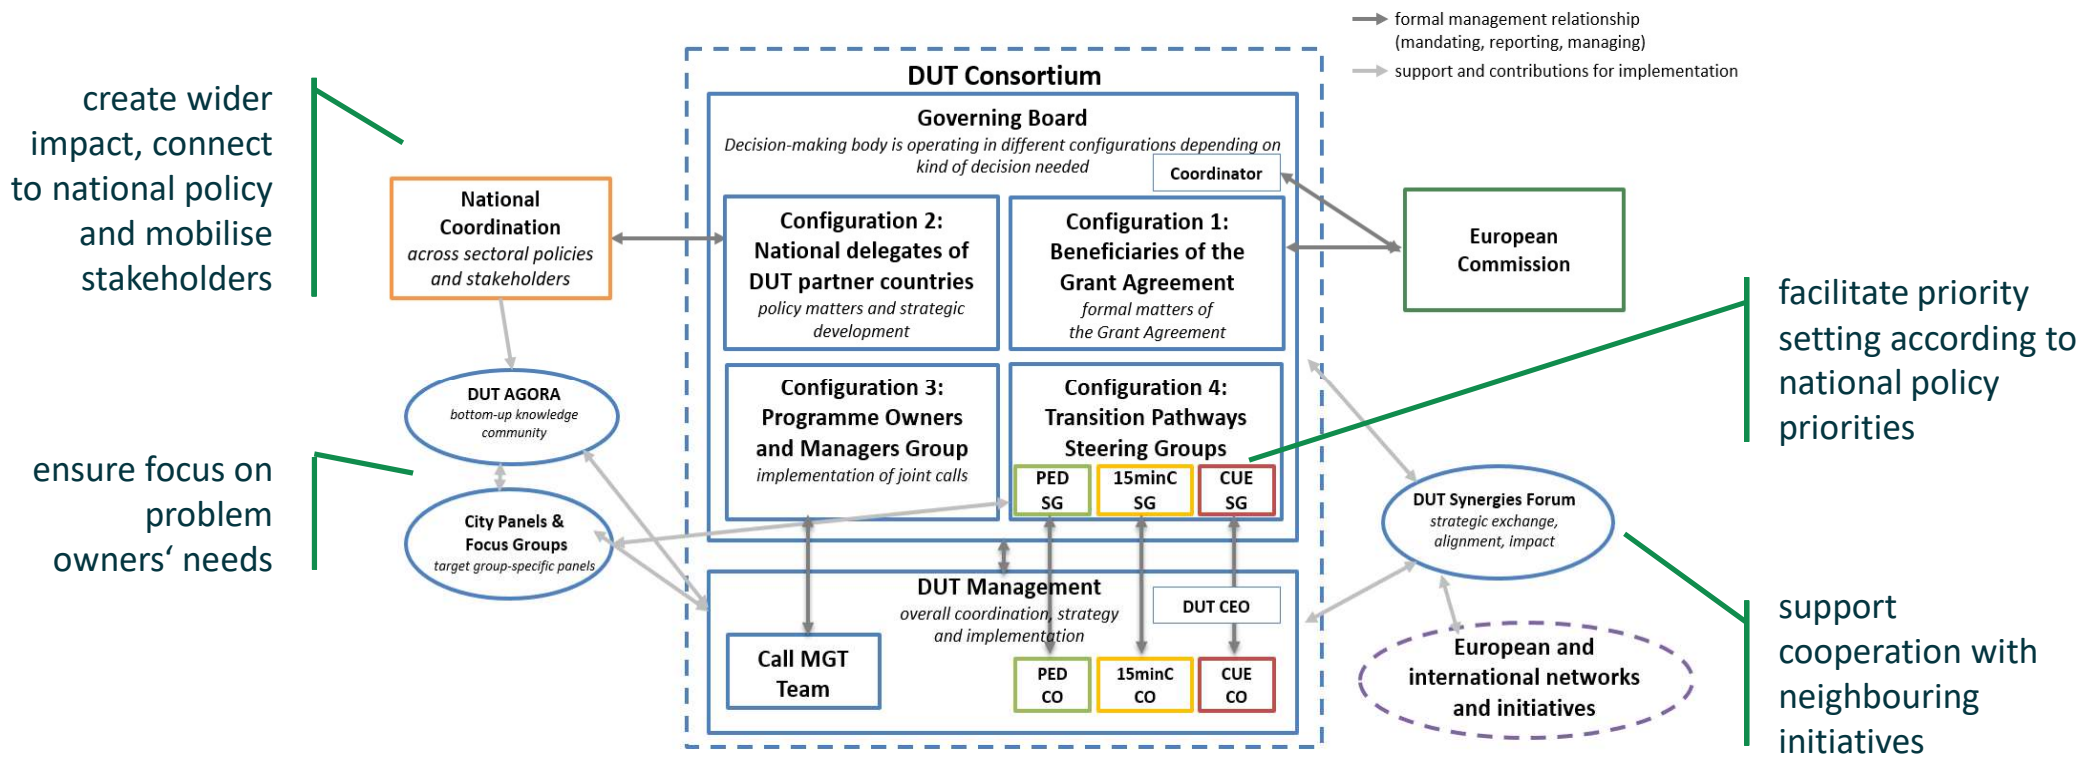 formal management relationship
(mandating, reporting, managing)
support and contributions for implementation
create wider
impact, connect
to national policy
and mobilise
stakeholders
ensure focus on
problem
owners‘ needs
National
Coordination
across sectoral policies
and stakeholders
DUT AGORA
bottom-up knowledge
community
City Panels &
Focus Groups
target group-specific panels
DUT Consortium
Governing Board
Decision-making body is operating in different configurations depending on
kind of decision needed
Coordinator
Configuration 2:
National delegates of
DUT partner countries
policy matters and strategic
development
Configuration 1:
Beneficiaries of the
Grant Agreement
formal matters of
the Grant Agreement
Configuration 3:
Programme Owners
and Managers Group
implementation of joint calls
Configuration 4:
Transition Pathways
Steering Groups
PED
SG
15minC
SG
CUE
SG
DUT Management
overall coordination, strategy
and implementation
DUT CEO
Call MGT
Team
PED
CO
15minC
CO
CUE
CO
European
Commission
DUT Synergies Forum
strategic exchange,
alignment, impact
European and
international networks
and initiatives
facilitate priority
setting according to
national policy
priorities
support
cooperation with
neighbouring
initiatives